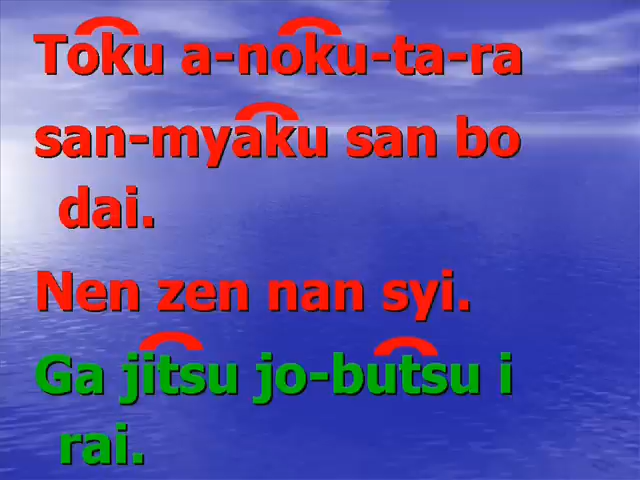 Toku a-noku-ta-ra
san-myaku san bo
dai.
Nen zen nan syi.
Ga jitsu jo-butsu i
rai.